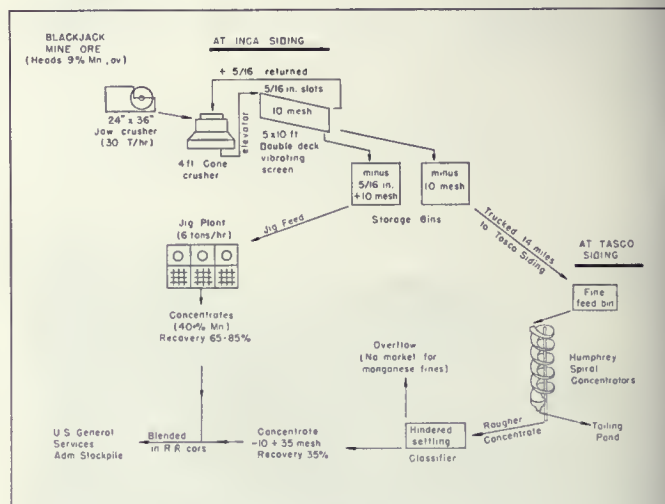 BLACKJACK
MINE ORE
(Heads 9% Mn, av)
AT INCA SIDING
+ 5/16 returned
5/16 in. slots
10 mesh
24" x 36"
Jaw crusher
(30 T/hr)
4 ft Cone
crusher
elevator
5 x 10 ft
Double deck
vibrating
screen
minus
5/16 in.
+10 mesh
minus
10 mesh
Storage Bins
Jig Feed
Trucked 14 miles
to Tasco Siding
Jig Plant
(6 tons/hr)
AT TASCO
SIDING
Fine
feed bin
Concentrates
(40+% Mn)
Recovery 65-85%
Overflow
(No market for
manganese fines)
Humphrey
Spiral
Concentrators
U S General
Services
Adm Stockpile
Blended
in R R cars
Concentrate
-10 + 35 mesh
Recovery 35%
Hindered
settling
Classifier
Rougher
Concentrate
Tailing
Pond